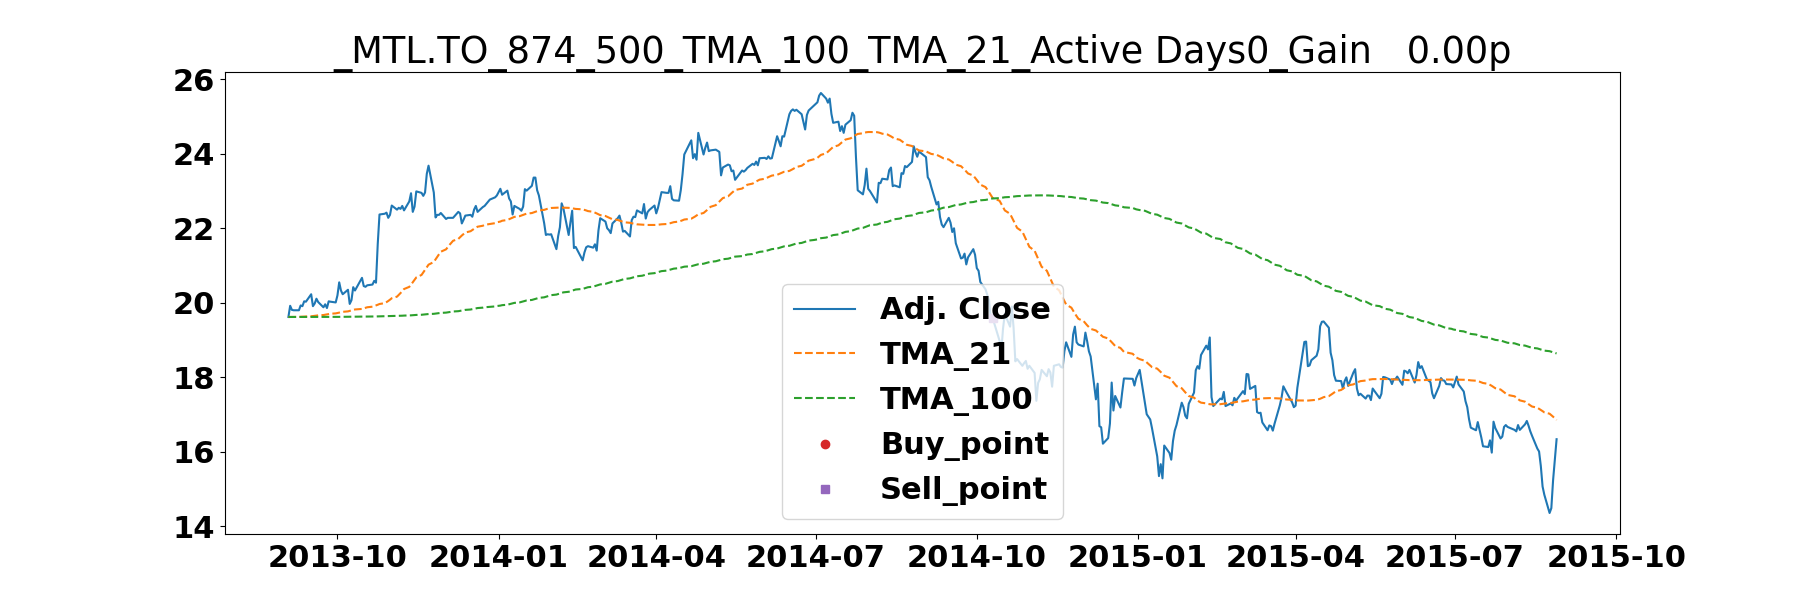 _MTL.TO_874_500_TMA_100_TMA_21_Active Days0_Gain   0.00p
26
24
22
20
18
16
14
Adj. Close
TMA_21
TMA_100
Buy_point
Sell_point
2013-10 2014-01 2014-04 2014-07 2014-10 2015-01 2015-04 2015-07 2015-10